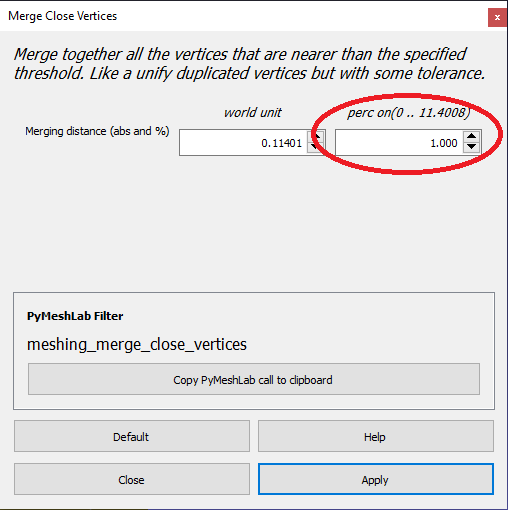 Merge Close Vertices
x
Merge together all the vertices that are nearer than the specified
threshold. Like a unify duplicated vertices but with some tolerance.
world unit perc on(0 .. 11.4008)
Merging distance (abs and %) 0.11401 1.000
PyMeshLab Filter
meshing_merge_close_vertices
Copy PyMeshLab call to clipboard
Default Help
Close Apply